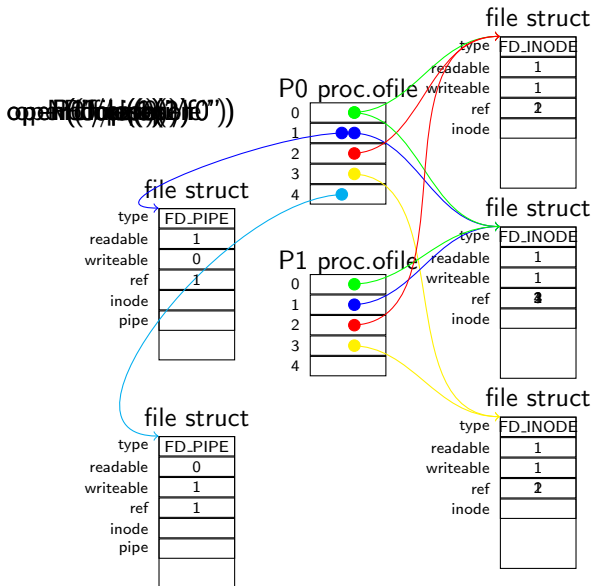 file struct
type FD_INODE
readable 1
writeable 1
ref
inode
P0 proc.ofile
0
1
2
3
4
file struct
type FD_PIPE
readable 1
writeable 0
ref 1
inode
pipe
file struct
type FD_INODE
readable 1
writeable 1
ref
inode
P1 proc.ofile
0
1
2
3
4
file struct
type FD_PIPE
readable 0
writeable 1
ref 1
inode
pipe
file struct
type FD_INODE
readable 1
writeable 1
ref
inode